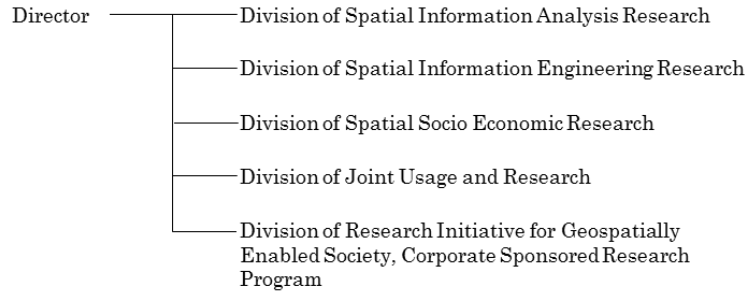 Director
Division of Spatial Information Analysis Research
Division of Spatial Information Engineering Research
Division of Spatial Socio Economic Research
Division of Joint Usage and Research
Division of Research Initiative for Geospatially
Enabled Society, Corporate Sponsored Research
Program